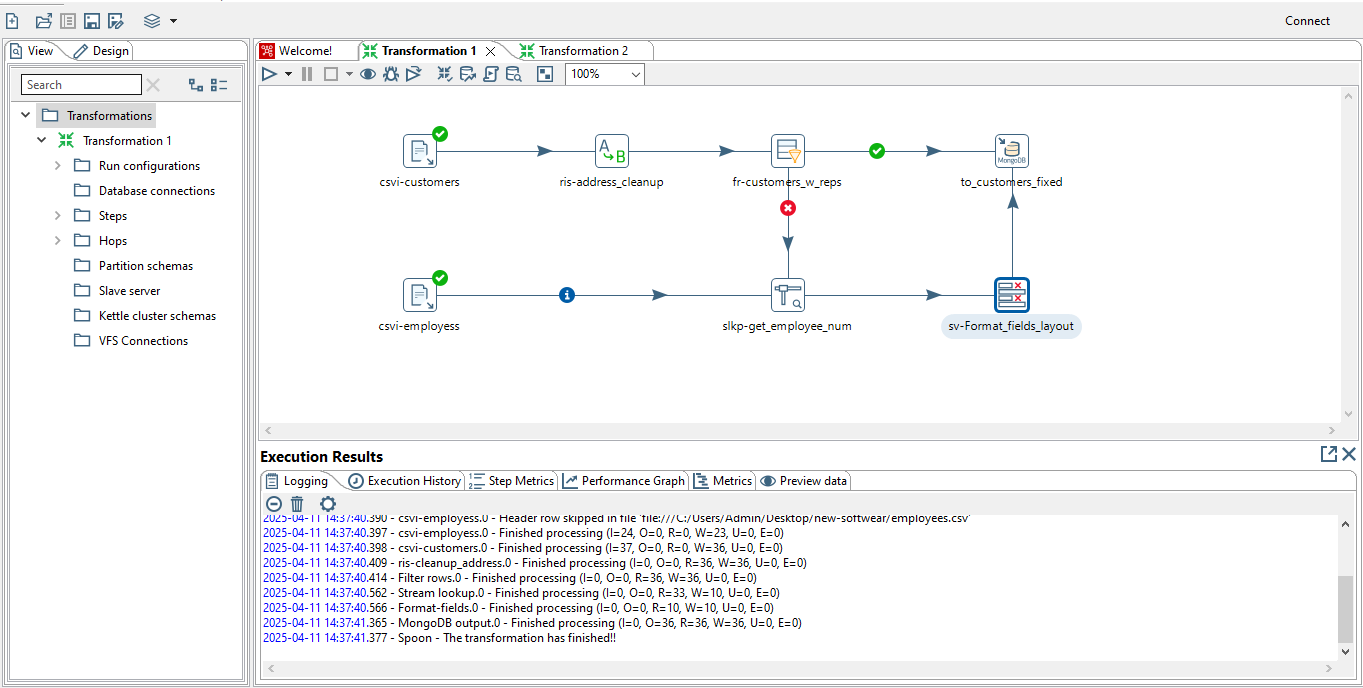 Connect
View
Design
Welcome!
Transformation 1
Transformation 2
Search
100%
Transformations
Transformation 1
Run configurations
Database connections
Steps
Hops
Partition schemas
Slave server
Kettle cluster schemas
VFS Connections
A
B
MongoDB
csvi-customers
ris-address_cleanup
fr-customers_w_reps
to_customers_fixed
csvi-employess
slkp-get_employee_num
sv-Format_fields_layout
Execution Results
Logging
Execution History
Step Metrics
Performance Graph
Metrics
Preview data
2025-04-11 14:37:40.390 - csvi-employess.0 - Header row skipped in file 'file:///C:/Users/Admin/Desktop/new-softwear/employees.csv'
2025-04-11 14:37:40.397 - csvi-employess.0 - Finished processing (I=24, O=0, R=0, W=23, U=0, E=0)
2025-04-11 14:37:40.398 - csvi-customers.0 - Finished processing (I=37, O=0, R=0, W=36, U=0, E=0)
2025-04-11 14:37:40.409 - ris-cleanup_address.0 - Finished processing (I=0, O=0, R=36, W=36, U=0, E=0)
2025-04-11 14:37:40.414 - Filter rows.0 - Finished processing (I=0, O=0, R=36, W=36, U=0, E=0)
2025-04-11 14:37:40.562 - Stream lookup.0 - Finished processing (I=0, O=0, R=33, W=10, U=0, E=0)
2025-04-11 14:37:40.566 - Format-fields.0 - Finished processing (I=0, O=0, R=10, W=10, U=0, E=0)
2025-04-11 14:37:41.365 - MongoDB output.0 - Finished processing (I=0, O=36, R=36, W=36, U=0, E=0)
2025-04-11 14:37:41.377 - Spoon - The transformation has finished!!